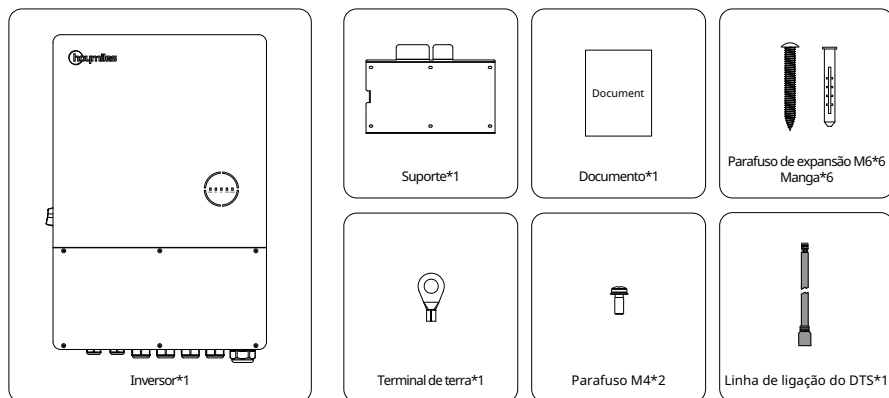 hoymiles
Inversor*1
Suporte*1
Document
Documento*1
Parafuso de expansão M6*6
Manga*6
Terminal de terra*1
Parafuso M4*2
Linha de ligação do DTS*1